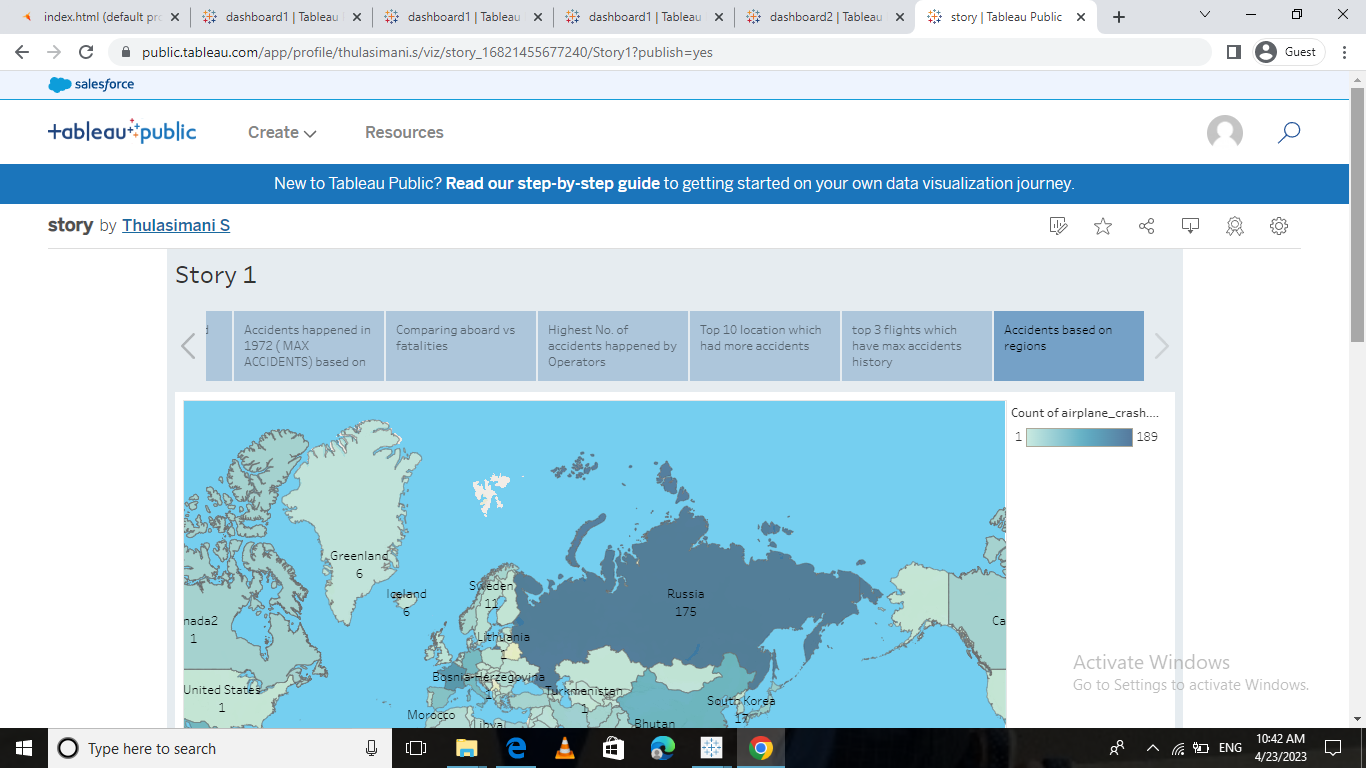 index.html (default pro
dashboard1 | Tableau
dashboard1 | Tableau
dashboard1 | Tableau
dashboard2 | Tableau
story | Tableau Public
public.tableau.com/app/profile/thulasimani.s/viz/story_16821455677240/Story1?publish=yes
Guest
salesforce
+ableau public
Create
Resources
New to Tableau Public? Read our step-by-step guide to getting started on your own data visualization journey.
story by Thulasimani S
Story 1
Accidents happened in
1972 ( MAX
ACCIDENTS) based on
Comparing aboard vs
fatalities
Highest No. of
accidents happened by
Operators
Top 10 location which
had more accidents
top 3 flights which
have max accidents
history
Accidents based on
regions
Count of airplane_crash....
1
189
Greenland
6
Iceland
6
Sweden
11
Russia
175
nada2
1
Ca
Lithuania
1
Bosnia-Herzegovina
1
United States
1
Turkmenistan
1
South Korea
17
Morocco
Libya
Bhutan
Activate Windows
Go to Settings to activate Windows.
Type here to search
ENG
10:42 AM
4/23/2023